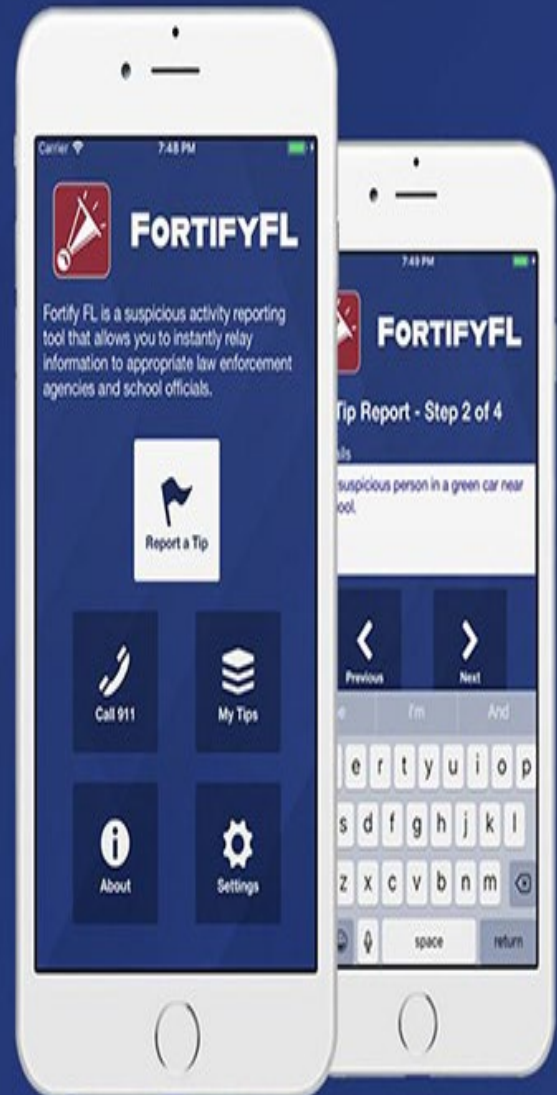 Carrier 7:48 PM
FORTIFYFL
Fortify FL is a suspicious activity reporting
tool that allows you to instantly relay
information to appropriate law enforcement
agencies and school officials.
Report a Tip
Call 911 My Tips
About Settings
7:49 PM
FORTIFYFL
Tip Report - Step 2 of 4
suspicious person in a green car near
Previous Next
I'm And
e r t y u i o p
s d f g h j k l
z x c v b n m
space return